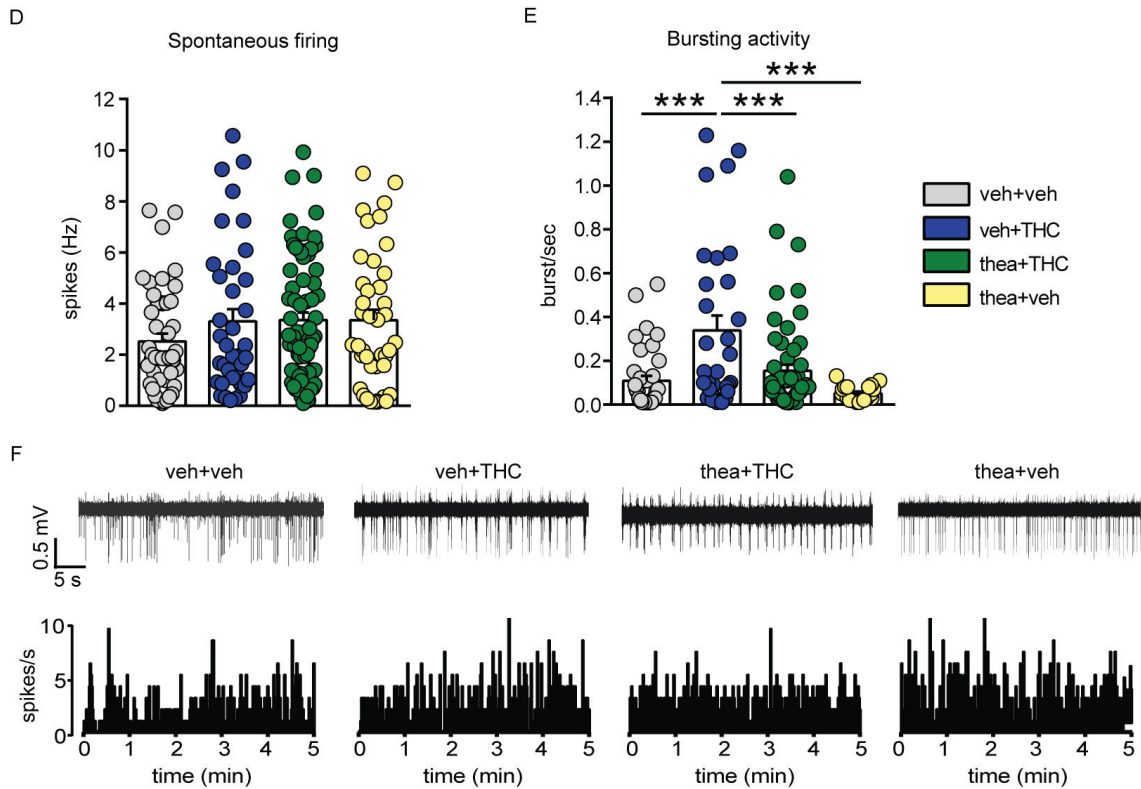 D
Spontaneous firing
spikes (Hz)
12
10
8
6
4
2
0
E
Bursting activity
burst/sec
1.4
1.2
1.0
0.8
0.6
0.4
0.2
0.0
***
*** ***
veh+veh
veh+THC
thea+THC
thea+veh
F
veh+veh veh+THC thea+THC thea+veh
0.5 mV
5 s
spikes/s
10
5
0
0 1 2 3 4 5 0 1 2 3 4 5 0 1 2 3 4 5 0 1 2 3 4 5
time (min) time (min) time (min) time (min)